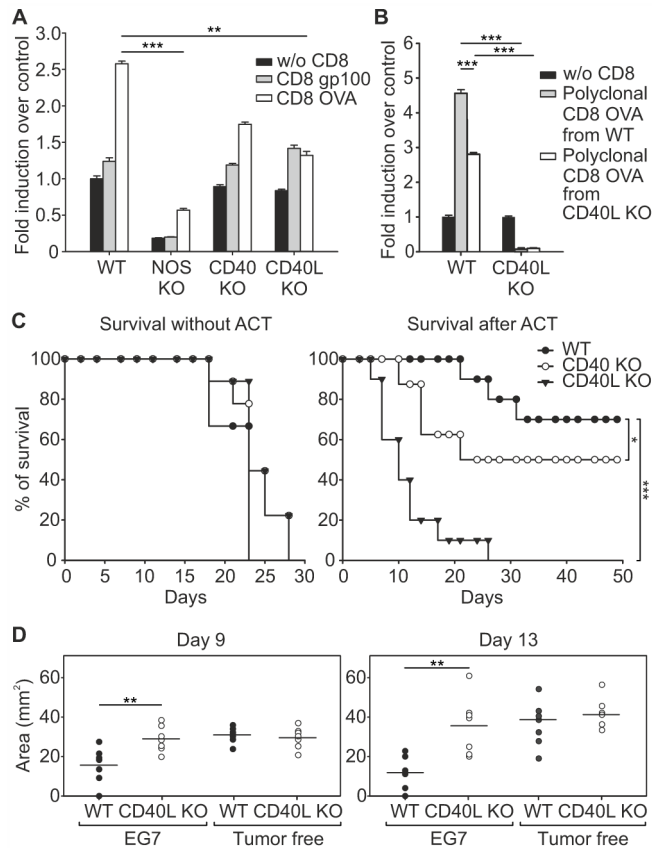 A
Fold induction over control
3.0
2.5
2.0
1.5
1.0
0.5
0
**
***
w/o CD8
CD8 gp100
CD8 OVA
WT
NOS
KO
CD40
KO
CD40L
KO
B
Fold induction over control
6
4
2
0
***
***
***
w/o CD8
Polyclonal
CD8 OVA
from WT
Polyclonal
CD8 OVA
from
CD40L KO
WT
CD40L
KO
C
Survival without ACT
% of survival
100
80
60
40
20
0
0 5 10 15 20 25 30
Days
Survival after ACT
WT
CD40 KO
CD40L KO
100
80
60
40
20
0
0 10 20 30 40 50
Days
*
***
D
Day 9
Area (mm²)
60
40
20
0
**
WT CD40L KO WT CD40L KO
EG7 Tumor free
Day 13
60
40
20
0
**
WT CD40L KO WT CD40L KO
EG7 Tumor free